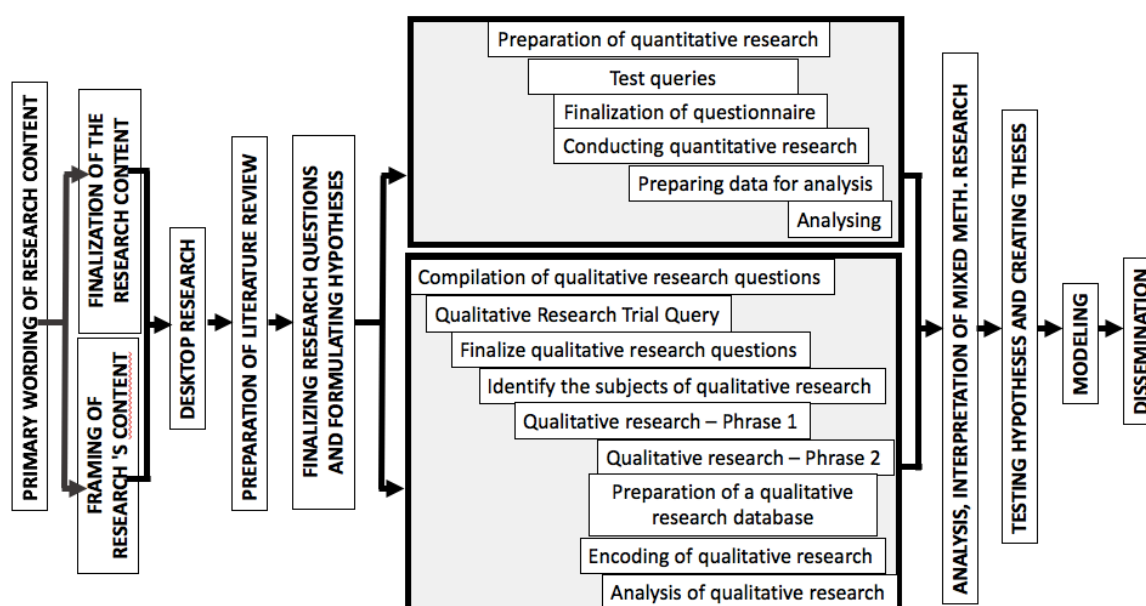 PRIMARY WORDING OF RESEARCH CONTENT
FINALIZATION OF THE
RESEARCH CONTENT
FRAMING OF
RESEARCH 'S CONTENT
DESKTOP RESEARCH
PREPARATION OF LITERATURE REVIEW
FINALIZING RESEARCH QUESTIONS
AND FORMULATING HYPOTHESES
Preparation of quantitative research
Test queries
Finalization of questionnaire
Conducting quantitative research
Preparing data for analysis
Analysing
Compilation of qualitative research questions
Qualitative Research Trial Query
Finalize qualitative research questions
Identify the subjects of qualitative research
Qualitative research – Phrase 1
Qualitative research – Phrase 2
Preparation of a qualitative
research database
Encoding of qualitative research
Analysis of qualitative research
ANALYSIS, INTERPRETATION OF MIXED METH. RESEARCH
TESTING HYPOTHESES AND CREATING THESES
MODELING
DISSEMINATION